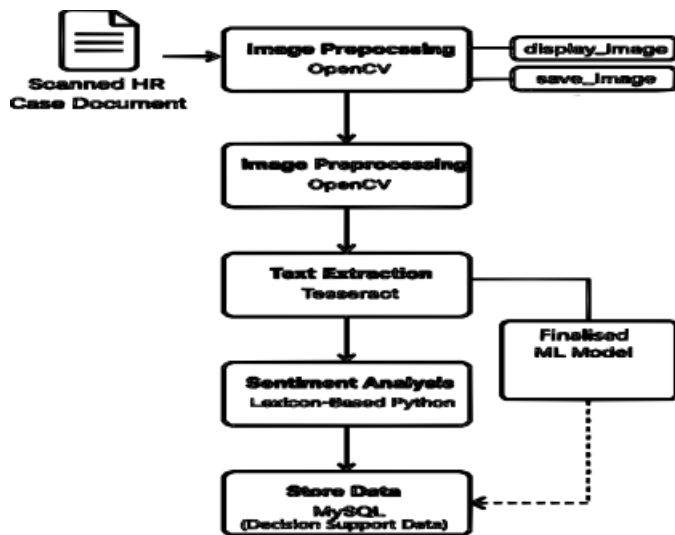 Image Prepocssing
OpenCV
display_image
save_image
Scanned HR
Case Document
Image Preprocessing
OpenCV
Text Extraction
Tesseract
Finalised
ML Model
Sentiment Analysis
Lexicon-Based Python
Store Data
MySQL
(Decision Support Data)